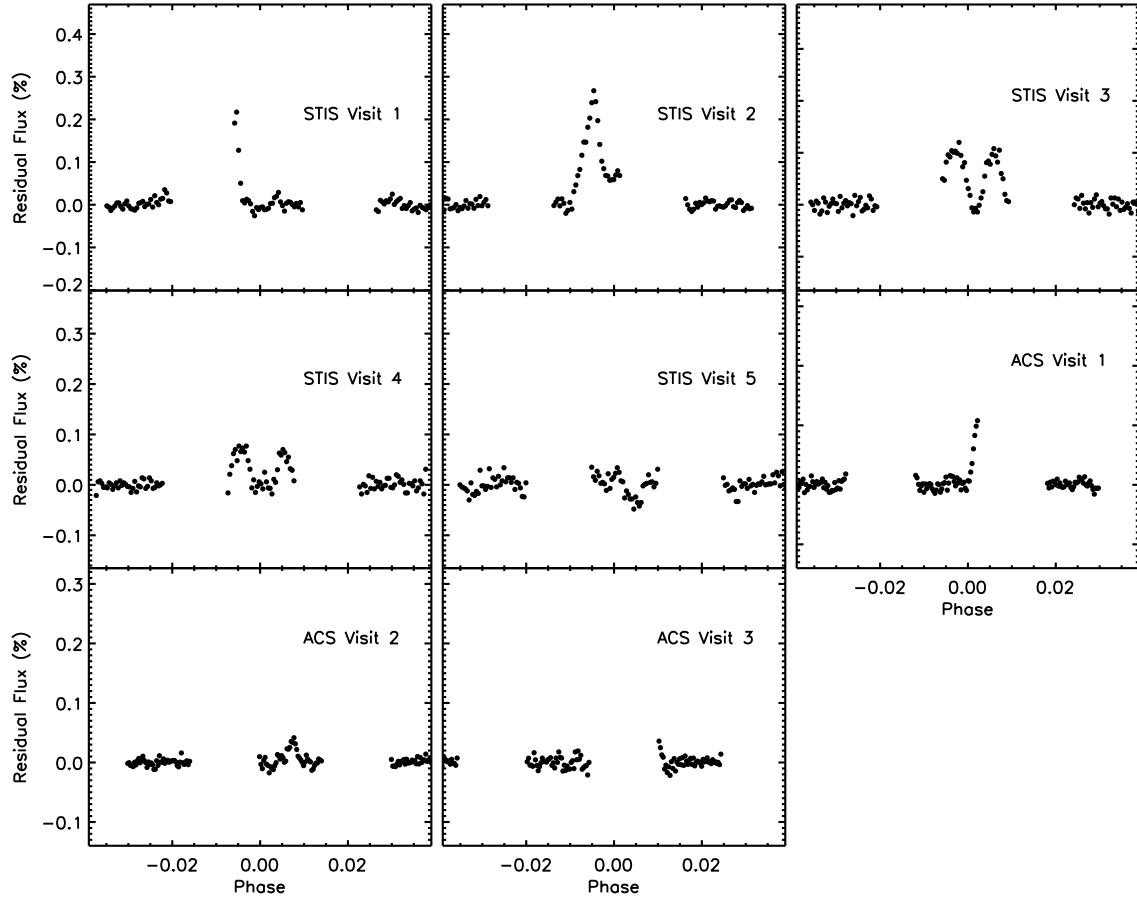 Residual Flux (%)
0.4
0.3
0.2
0.1
0.0
−0.1
−0.2
STIS Visit 1
STIS Visit 2
STIS Visit 3
Residual Flux (%)
0.3
0.2
0.1
0.0
−0.1
STIS Visit 4
STIS Visit 5
ACS Visit 1
−0.02 0.00 0.02
Phase
Residual Flux (%)
0.3
0.2
0.1
0.0
−0.1
ACS Visit 2
ACS Visit 3
−0.02 0.00 0.02
Phase
−0.02 0.00 0.02
Phase